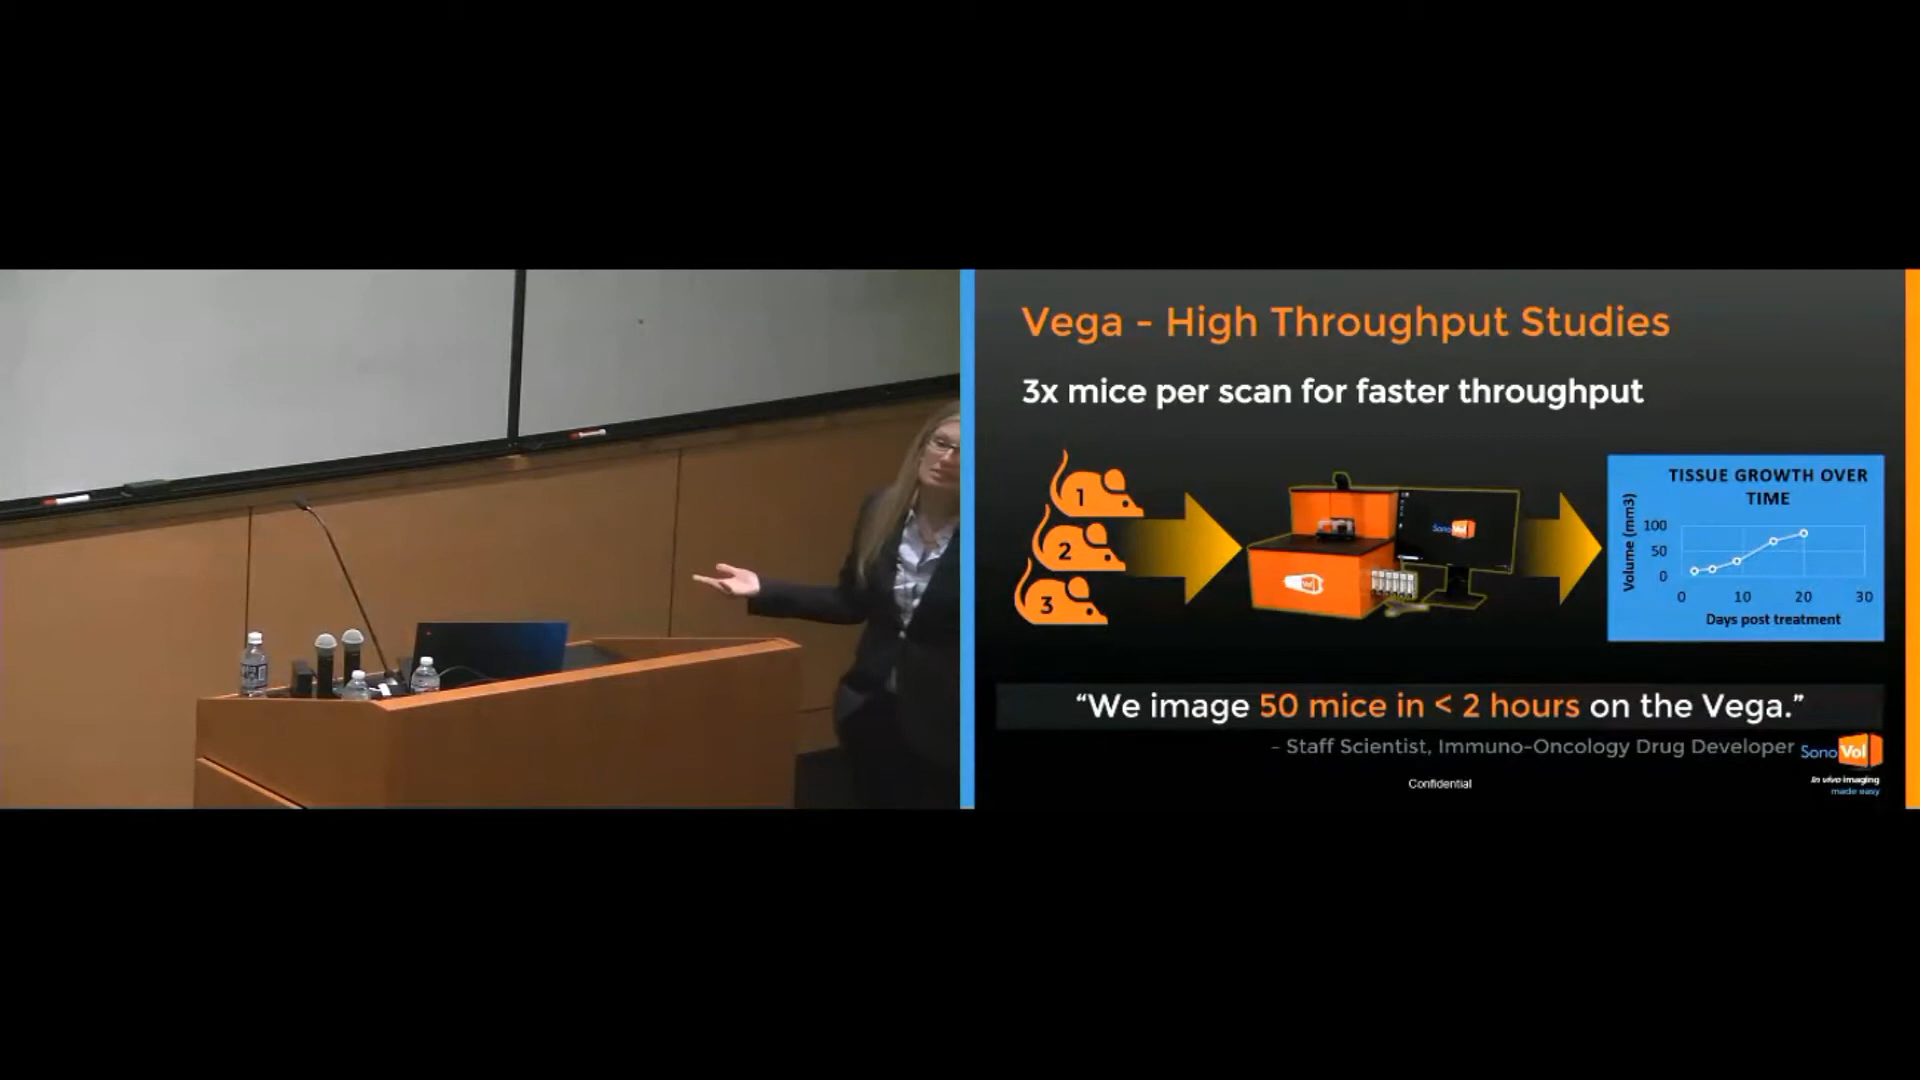 Vega - High Throughput Studies
3x mice per scan for faster throughput
1
2
3
SonoVol
Vol
TISSUE GROWTH OVER
TIME
Volume (mm3)
100
50
0
0 10 20 30
Days post treatment
“We image 50 mice in < 2 hours on the Vega.”
– Staff Scientist, Immuno-Oncology Drug Developer
SonoVol
In vivo imaging
made easy
Confidential